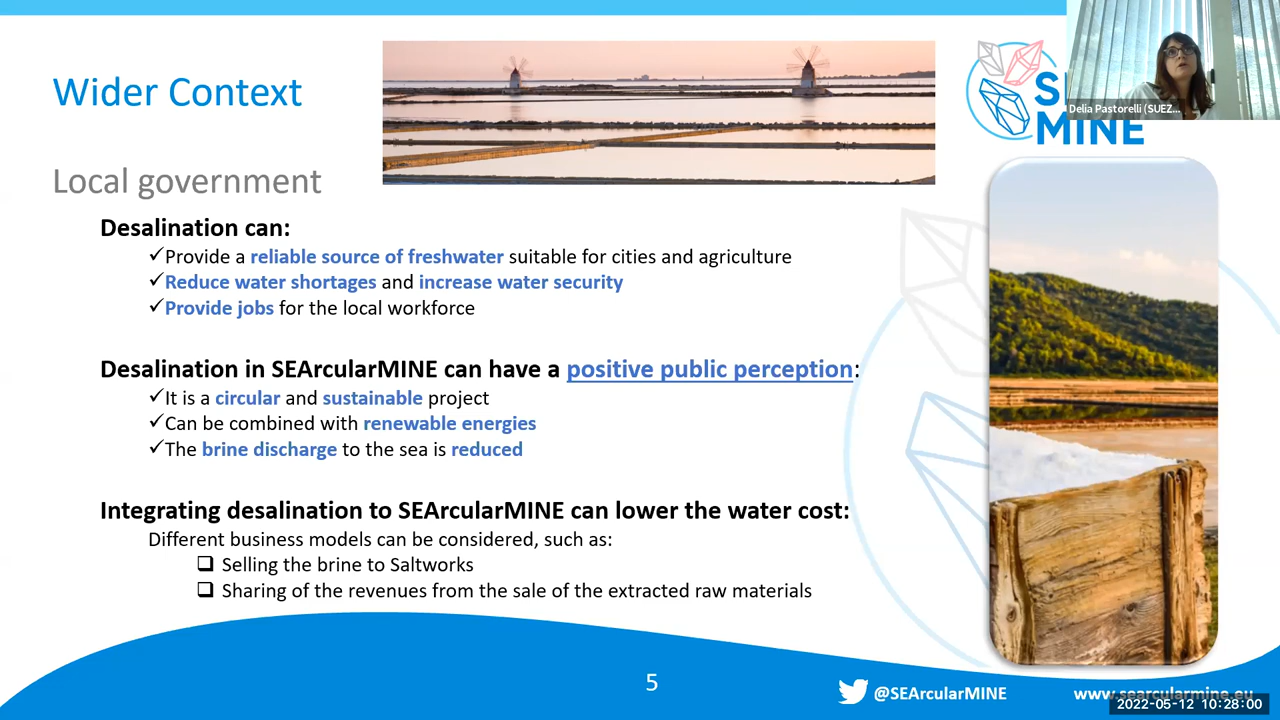 Wider Context
S
MINE
Delia Pastorelli (SUEZ...
Local government
Desalination can:
✓Provide a reliable source of freshwater suitable for cities and agriculture
✓Reduce water shortages and increase water security
✓Provide jobs for the local workforce
Desalination in SEArcularMINE can have a positive public perception:
✓It is a circular and sustainable project
✓Can be combined with renewable energies
✓The brine discharge to the sea is reduced
Integrating desalination to SEArcularMINE can lower the water cost:
Different business models can be considered, such as:
❑ Selling the brine to Saltworks
❑ Sharing of the revenues from the sale of the extracted raw materials
5
@SEArcularMINE
www.searcularmine.eu
2022-05-12 10:28:00